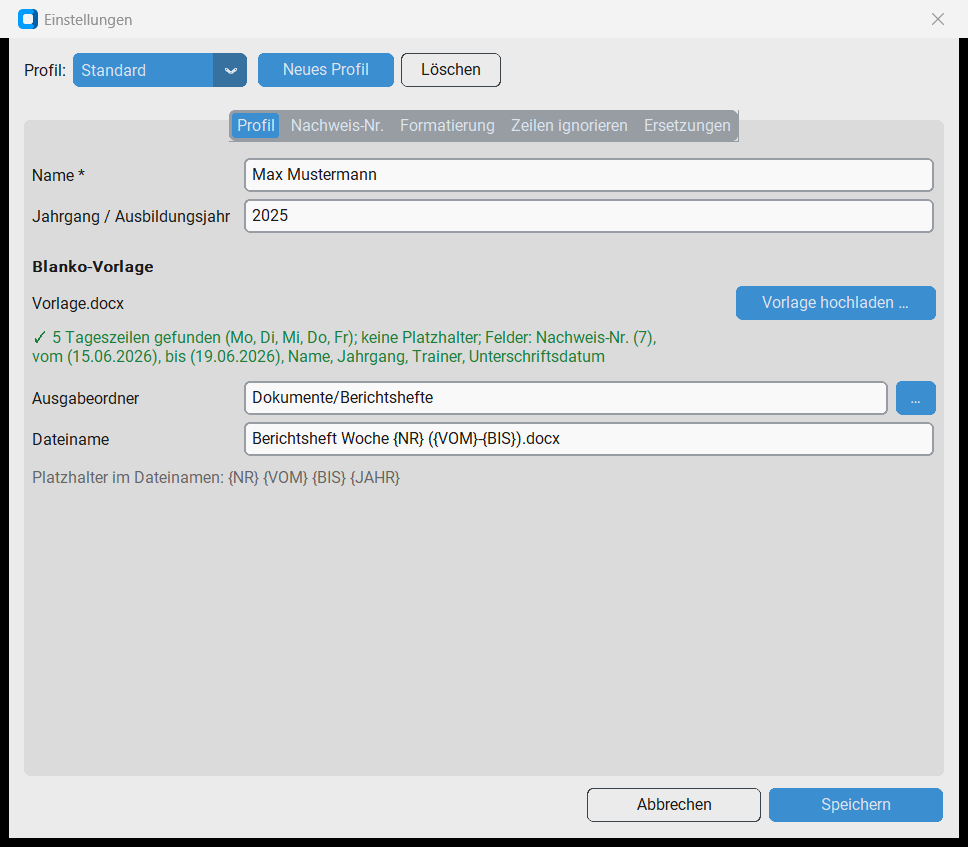 Einstellungen
Profil: Standard Neues Profil Löschen
Profil Nachweis-Nr. Formatierung Zeilen ignorieren Ersetzungen
Name * Max Mustermann
Jahrgang / Ausbildungsjahr 2025
Blanko-Vorlage
Vorlage.docx Vorlage hochladen ...
✓ 5 Tageszeilen gefunden (Mo, Di, Mi, Do, Fr); keine Platzhalter; Felder: Nachweis-Nr. (7),
vom (15.06.2026), bis (19.06.2026), Name, Jahrgang, Trainer, Unterschriftsdatum
Ausgabeordner Dokumente/Berichtshefte ...
Dateiname Berichtsheft Woche {NR} ({VOM}-{BIS}).docx
Platzhalter im Dateinamen: {NR} {VOM} {BIS} {JAHR}
Abbrechen Speichern